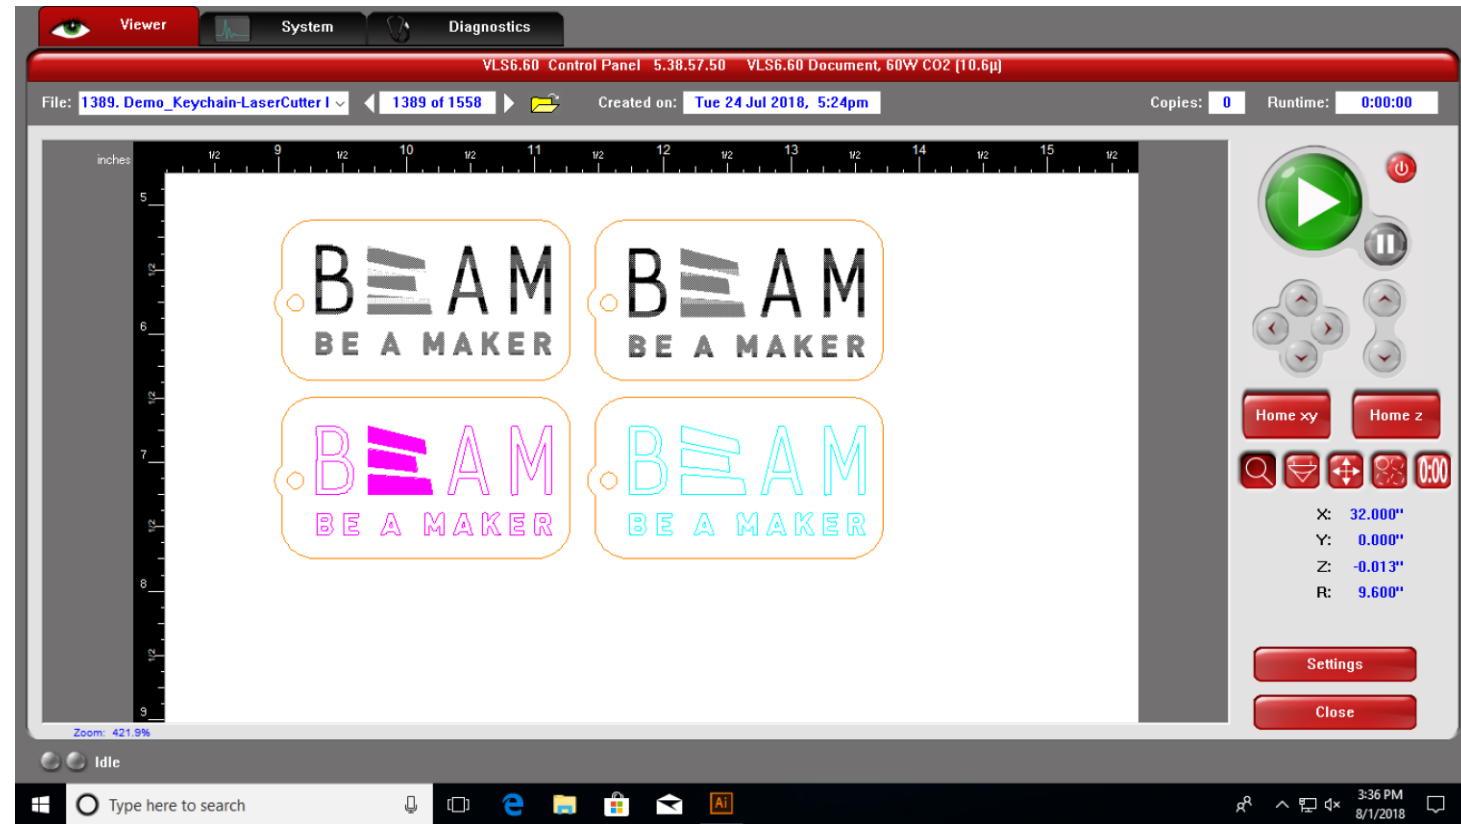 Viewer System Diagnostics
VLS6.60 Control Panel 5.38.57.50 VLS6.60 Document, 60W CO2 (10.6µ)
File: 1389. Demo_Keychain-LaserCutter 1389 of 1558 Created on: Tue 24 Jul 2018, 5:24pm Copies: 0 Runtime: 0:00:00
inches 1/2 9 1/2 10 1/2 11 1/2 12 1/2 13 1/2 14 1/2 15 1/2
5
1/2
6
1/2
7
1/2
8
1/2
9
BEAM BEAM
BE A MAKER BE A MAKER
BEAM BEAM
BE A MAKER BE A MAKER
Home xy Home z
0:00
X: 32.000"
Y: 0.000"
Z: -0.013"
R: 9.600"
Settings
Close
Zoom: 421.9%
Idle
Type here to search
Ai
3:36 PM
8/1/2018